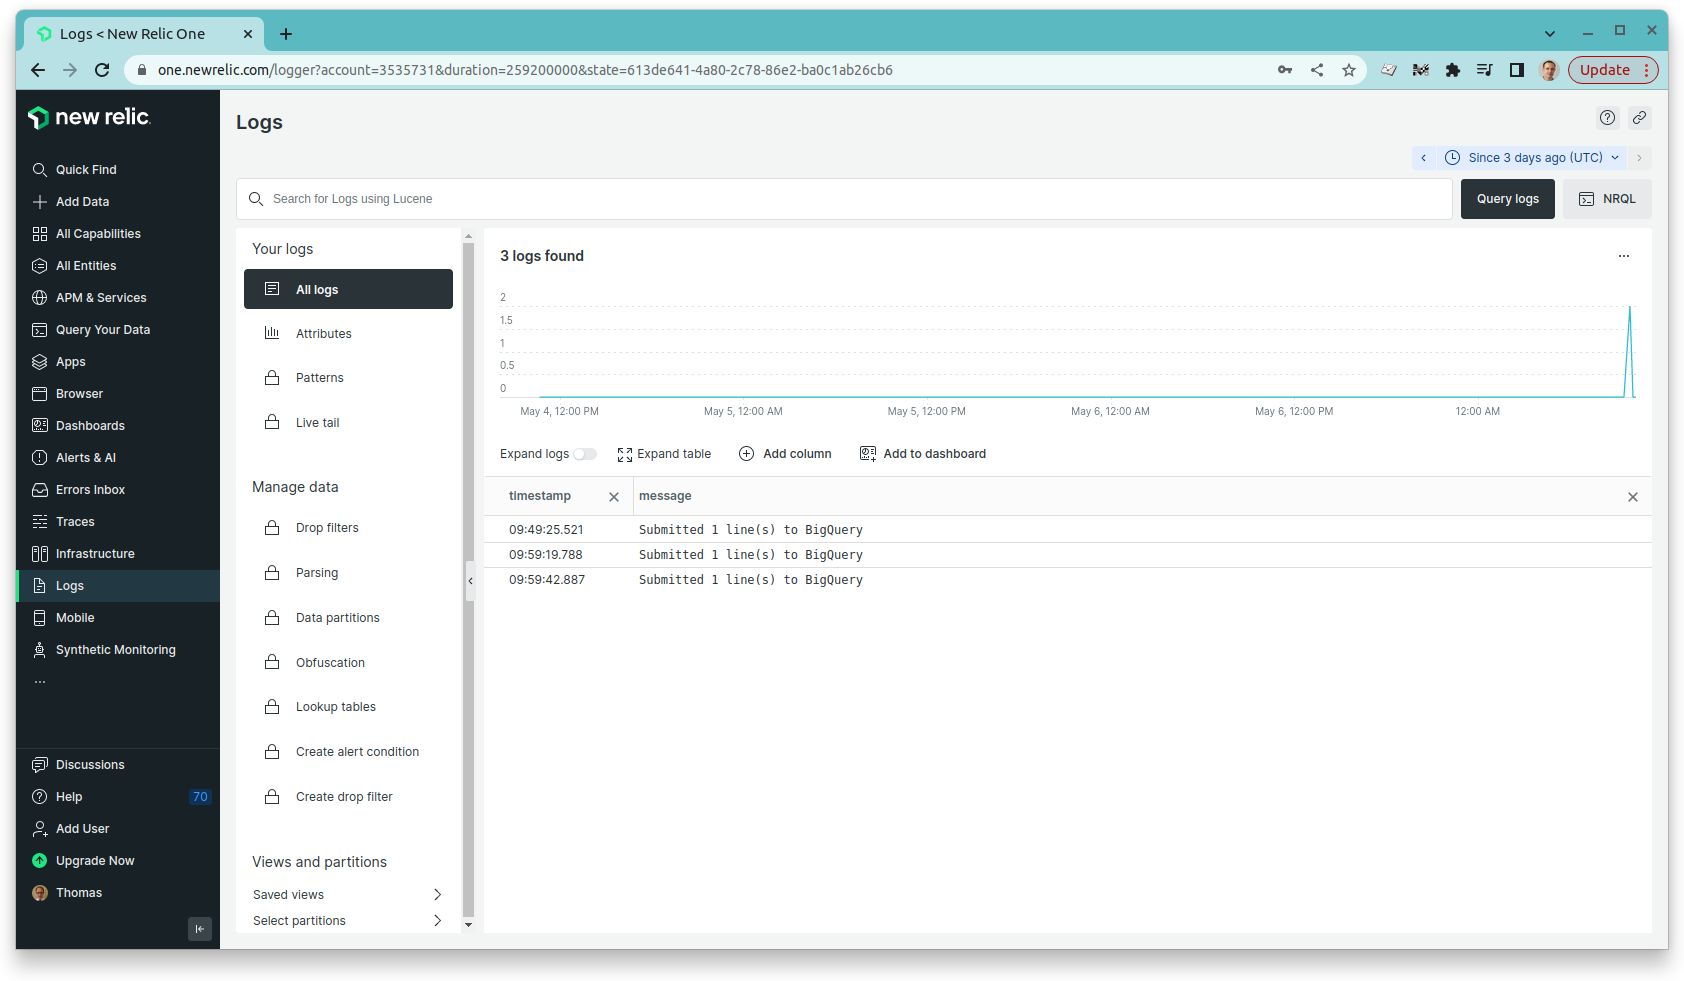 Logs < New Relic One
one.newrelic.com/logger?account=3535731&duration=259200000&state=613de641-4a80-2c78-86e2-ba0c1ab26cb6
Update
new relic.
Quick Find
Add Data
All Capabilities
All Entities
APM & Services
Query Your Data
Apps
Browser
Dashboards
Alerts & AI
Errors Inbox
Traces
Infrastructure
Logs
Mobile
Synthetic Monitoring
...
Discussions
Help 70
Add User
Upgrade Now
Thomas
Logs
Since 3 days ago (UTC)
Search for Logs using Lucene
Query logs
NRQL
Your logs
All logs
Attributes
Patterns
Live tail
Manage data
Drop filters
Parsing
Data partitions
Obfuscation
Lookup tables
Create alert condition
Create drop filter
Views and partitions
Saved views
Select partitions
3 logs found
...
2
1.5
1
0.5
0
May 4, 12:00 PM May 5, 12:00 AM May 5, 12:00 PM May 6, 12:00 AM May 6, 12:00 PM 12:00 AM
Expand logs Expand table Add column Add to dashboard
timestamp message
09:49:25.521 Submitted 1 line(s) to BigQuery
09:59:19.788 Submitted 1 line(s) to BigQuery
09:59:42.887 Submitted 1 line(s) to BigQuery